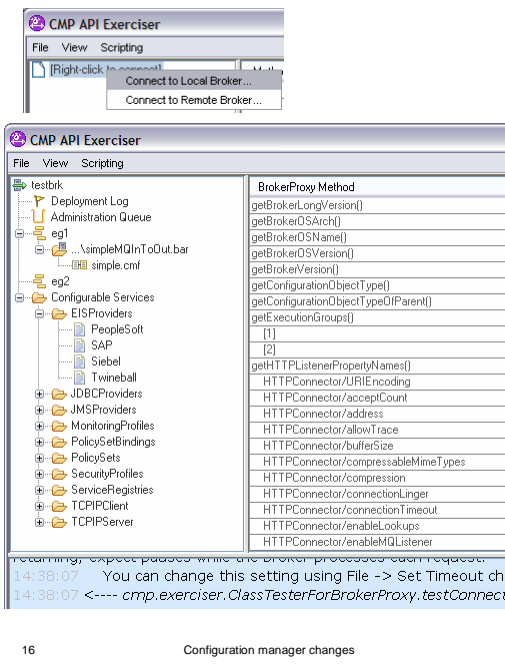 CMP API Exerciser
File View Scripting
[Right-click to connect]
Connect to Local Broker...
Connect to Remote Broker...
CMP API Exerciser
File View Scripting
testbrk
Deployment Log
Administration Queue
eg1
...\simpleMQInToOut.bar
simple.cmf
eg2
Configurable Services
EISProviders
PeopleSoft
SAP
Siebel
Twineball
JDBCProviders
JMSProviders
MonitoringProfiles
PolicySetBindings
PolicySets
SecurityProfiles
ServiceRegistries
TCPIPClient
TCPIPServer
BrokerProxy Method
getBrokerLongVersion()
getBrokerOSArch()
getBrokerOSName()
getBrokerOSVersion()
getBrokerVersion()
getConfigurationObjectType()
getConfigurationObjectTypeOfParent()
getExecutionGroups()
[1]
[2]
getHTTPListenerPropertyNames()
HTTPConnector/URIEncoding
HTTPConnector/acceptCount
HTTPConnector/address
HTTPConnector/allowTrace
HTTPConnector/bufferSize
HTTPConnector/compressableMimeTypes
HTTPConnector/compression
HTTPConnector/connectionLinger
HTTPConnector/connectionTimeout
HTTPConnector/enableLookups
HTTPConnector/enableMQListener
returning, expect pauses while the broker processes each request.
14:38:07 You can change this setting using File -> Set Timeout ch
14:38:07 <---- cmp.exerciser.ClassTesterForBrokerProxy.testConnect
16 Configuration manager changes